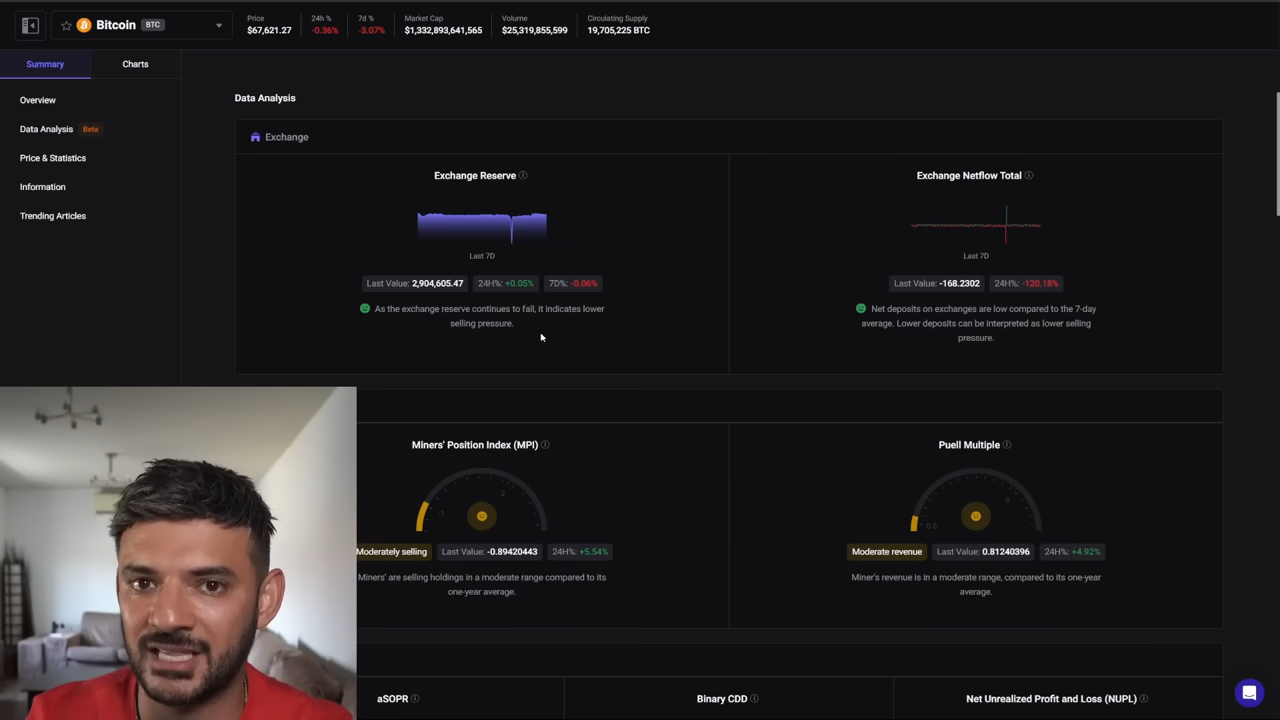 Bitcoin BTC
Price
$67,621.27
24h %
-0.36%
7d %
-3.07%
Market Cap
$1,332,893,641,565
Volume
$25,319,855,599
Circulating Supply
19,705,225 BTC
Summary
Charts
Overview
Data Analysis Beta
Price & Statistics
Information
Trending Articles
Data Analysis
Exchange
Exchange Reserve
Last 7D
Last Value: 2,904,605.47 24H%: +0.05% 7D%: -0.06%
As the exchange reserve continues to fall, it indicates lower
selling pressure.
Exchange Netflow Total
Last 7D
Last Value: -168.2302 24H%: -120.18%
Net deposits on exchanges are low compared to the 7-day
average. Lower deposits can be interpreted as lower selling
pressure.
Miners' Position Index (MPI)
-1
2
Moderately selling Last Value: -0.89420443 24H%: +5.54%
Miners' are selling holdings in a moderate range compared to its
one-year average.
Puell Multiple
0.5
Moderate revenue Last Value: 0.81240396 24H%: +4.92%
Miner's revenue is in a moderate range, compared to its one-year
average.
aSOPR
Binary CDD
Net Unrealized Profit and Loss (NUPL)